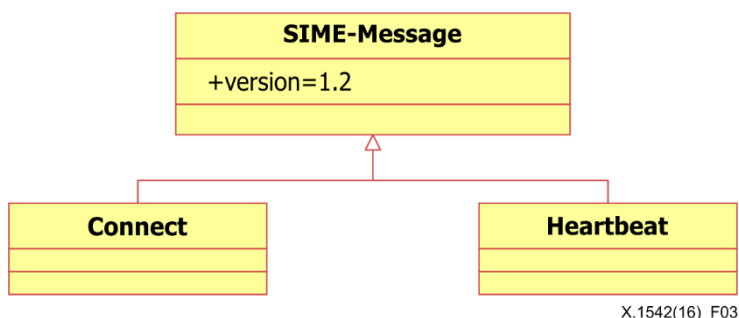 SIME-Message
+version=1.2
Connect
Heartbeat
X.1542(16)_F03